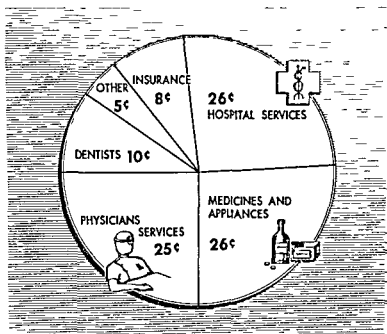 INSURANCE
8¢
OTHER
5¢
26¢
HOSPITAL SERVICES
DENTISTS 10¢
MEDICINES AND
APPLIANCES
26¢
PHYSICIANS
SERVICES
25¢